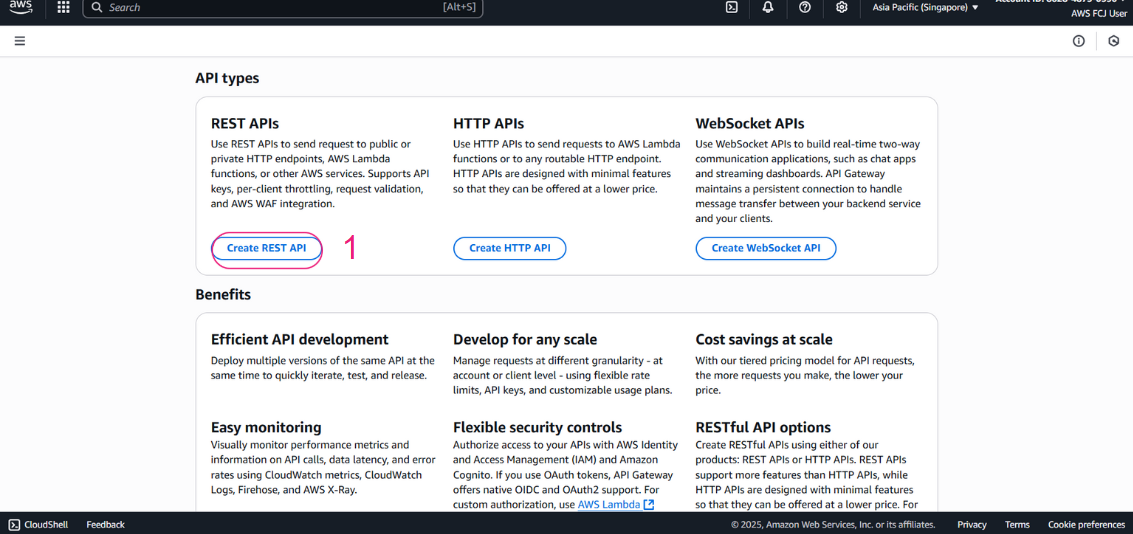 aws
Search
[Alt+S]
Asia Pacific (Singapore)
AWS FCJ User
API types
REST APIs
Use REST APIs to send request to public or
private HTTP endpoints, AWS Lambda
functions, or other AWS services. Supports API
keys, per-client throttling, request validation,
and AWS WAF integration.
Create REST API
1
HTTP APIs
Use HTTP APIs to send requests to AWS Lambda
functions or to any routable HTTP endpoint.
HTTP APIs are designed with minimal features
so that they can be offered at a lower price.
Create HTTP API
WebSocket APIs
Use WebSocket APIs to build real-time two-way
communication applications, such as chat apps
and streaming dashboards. API Gateway
maintains a persistent connection to handle
message transfer between your backend service
and your clients.
Create WebSocket API
Benefits
Efficient API development
Deploy multiple versions of the same API at the
same time to quickly iterate, test, and release.
Develop for any scale
Manage requests at different granularity - at
account or client level - using flexible rate
limits, API keys, and customizable usage plans.
Cost savings at scale
With our tiered pricing model for API requests,
the more requests you make, the lower your
price.
Easy monitoring
Visually monitor performance metrics and
information on API calls, data latency, and error
rates using CloudWatch metrics, CloudWatch
Logs, Firehose, and AWS X-Ray.
Flexible security controls
Authorize access to your APIs with AWS Identity
and Access Management (IAM) and Amazon
Cognito. If you use OAuth tokens, API Gateway
offers native OIDC and OAuth2 support. For
custom authorization, use AWS Lambda
RESTful API options
Create RESTful APIs using either of our
products: REST APIs or HTTP APIs. REST APIs
support more features than HTTP APIs, while
HTTP APIs are designed with minimal features
so that they can be offered at a lower price. For
CloudShell
Feedback
© 2025, Amazon Web Services, Inc. or its affiliates.
Privacy
Terms
Cookie preferences